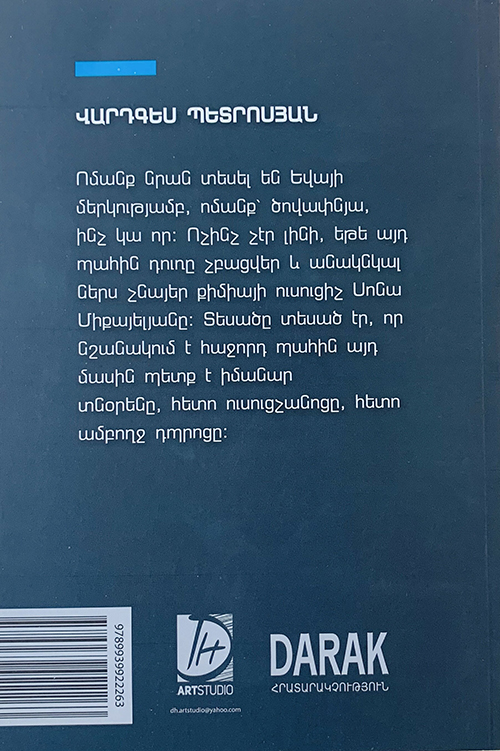 ՎԱՐԴԳԵՍ ՊԵՏՐՈՍՅԱՆ
Ոմանք նրան տեսել են Եվայի
մերկությամբ, ոմանք՝ ծովափնյա,
ինչ կա որ։ Ոչինչ չէր լինի, եթե այդ
պահին դուռը չբացվեր և անակնկալ
ներս չնայեր քիմիայի ուսուցիչ Սոնա
Միքայելյանը։ Տեսածը տեսած էր, որ
նշանակում է հաջորդ պահին այդ
մասին պետք է իմանար
տնօրենը, հետո ուսուցչանոցը, հետո
ամբողջ դպրոցը։
9789939922263
DH
ARTSTUDIO
dh.artstudio@yahoo.com
DARAK
ՀՐԱՏԱՐԱԿՉՈՒԹՅՈՒՆ